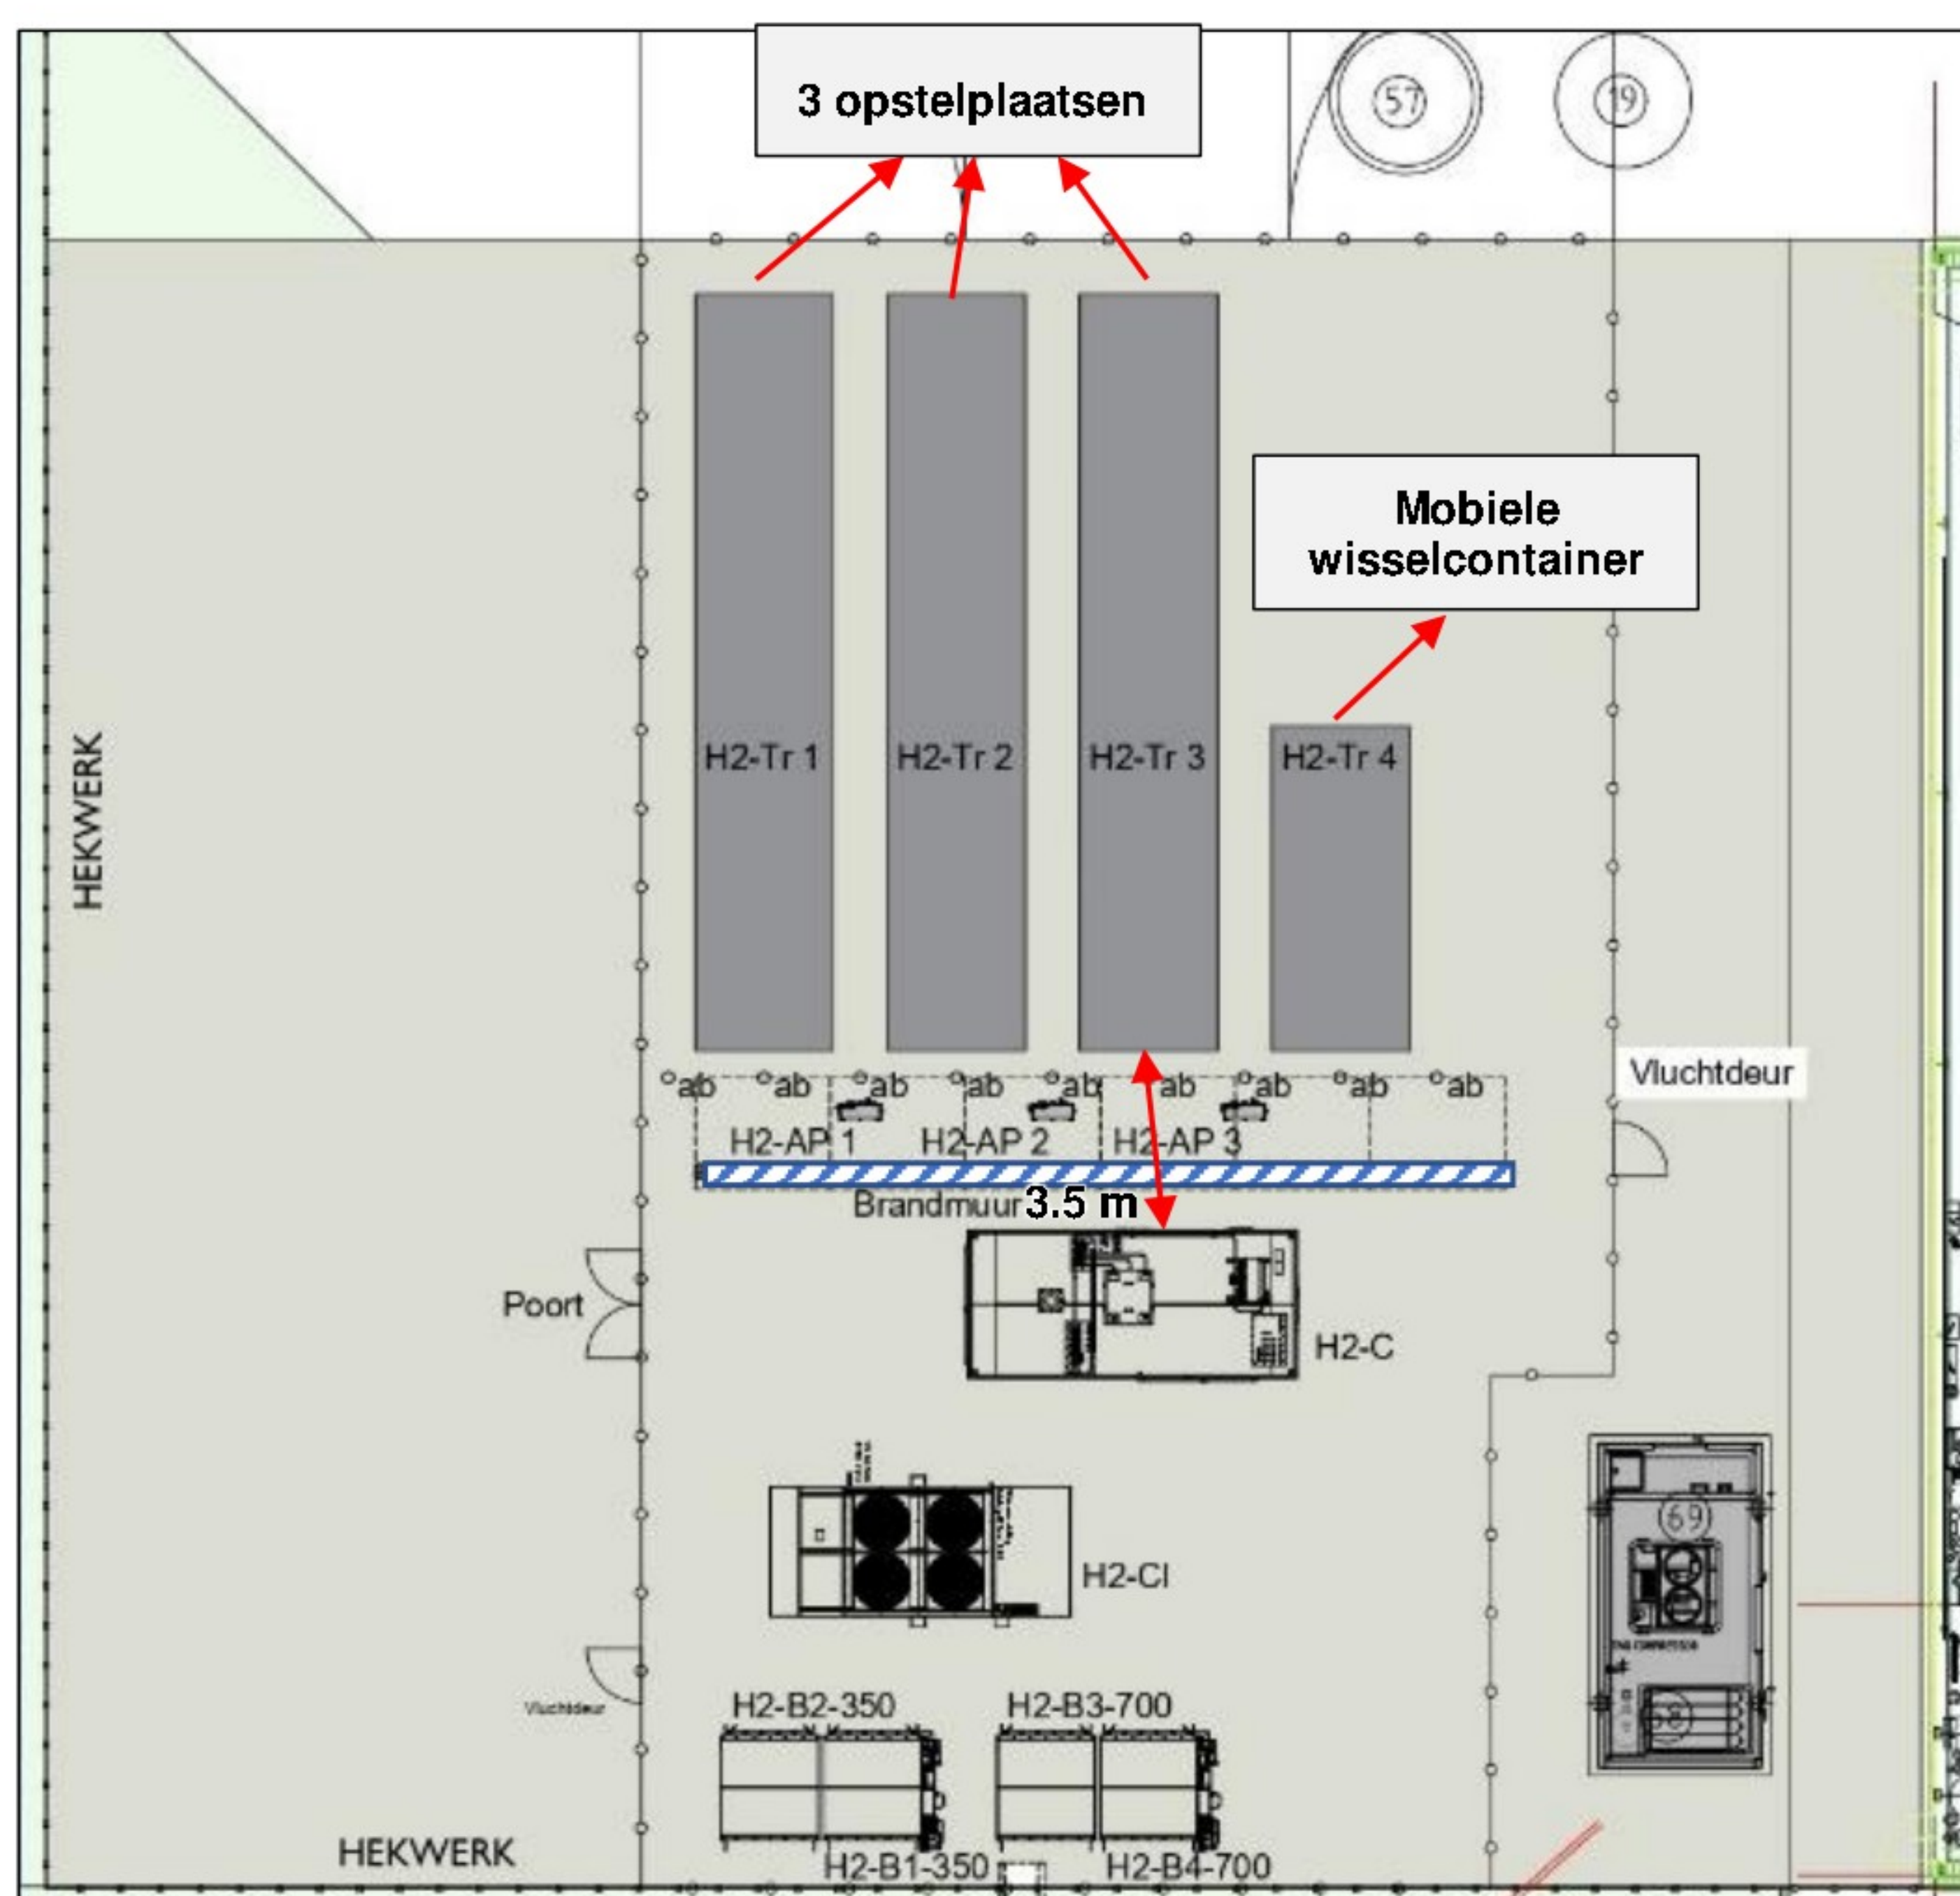 3 opstelplaatsen
57
19
Mobiele
wisselcontainer
HEKWERK
H2-Tr 1
H2-Tr 2
H2-Tr 3
H2-Tr 4
Vluchtdeur
ab ab ab ab ab ab ab ab ab
H2-AP 1
H2-AP 2
H2-AP 3
Brandmuur
3.5 m
Poort
H2-C
69
H2-Cl
Vluchtdeur
68
H2-B2-350
H2-B3-700
HEKWERK
H2-B1-350
H2-B4-700